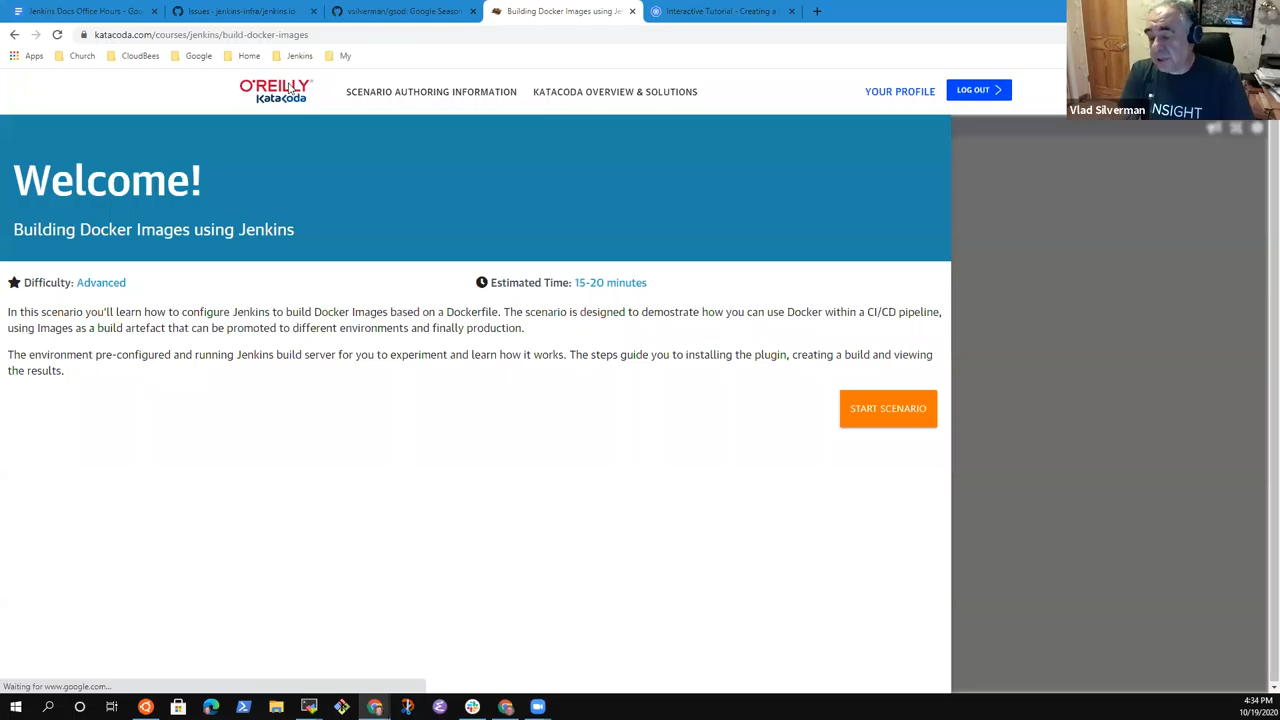 Jenkins Docs Office Hours - Goo
Issues · jenkins-infra/jenkins.io
vsilverman/gsod: Google Season
Building Docker Images using Je
Interactive Tutorial - Creating a
katacoda.com/courses/jenkins/build-docker-images
Apps
Church
CloudBees
Google
Home
Jenkins
My
O'REILLY
KataKoda
SCENARIO AUTHORING INFORMATION
KATACODA OVERVIEW & SOLUTIONS
YOUR PROFILE
LOG OUT
Vlad Silverman
NSIGHT
Welcome!
Building Docker Images using Jenkins
Difficulty: Advanced
Estimated Time: 15-20 minutes
In this scenario you'll learn how to configure Jenkins to build Docker Images based on a Dockerfile. The scenario is designed to demostrate how you can use Docker within a CI/CD pipeline,
using Images as a build artefact that can be promoted to different environments and finally production.
The environment pre-configured and running Jenkins build server for you to experiment and learn how it works. The steps guide you to installing the plugin, creating a build and viewing
the results.
START SCENARIO
Waiting for www.google.com...
4:34 PM
10/19/2020